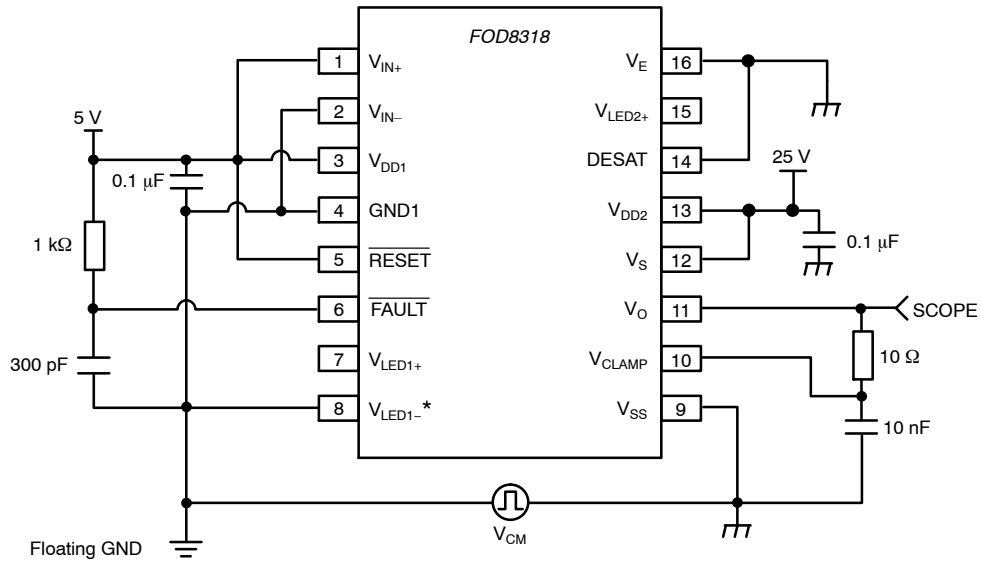 FOD8318
5 V
0.1 μF
1 kΩ
300 pF
1 V_IN+
2 V_IN–
3 V_DD1
4 GND1
5 RESET
6 FAULT
7 V_LED1+
8 V_LED1–*
V_E 16
V_LED2+ 15
DESAT 14
V_DD2 13
V_S 12
V_O 11
V_CLAMP 10
V_SS 9
25 V
0.1 μF
SCOPE
10 Ω
10 nF
V_CM
Floating GND